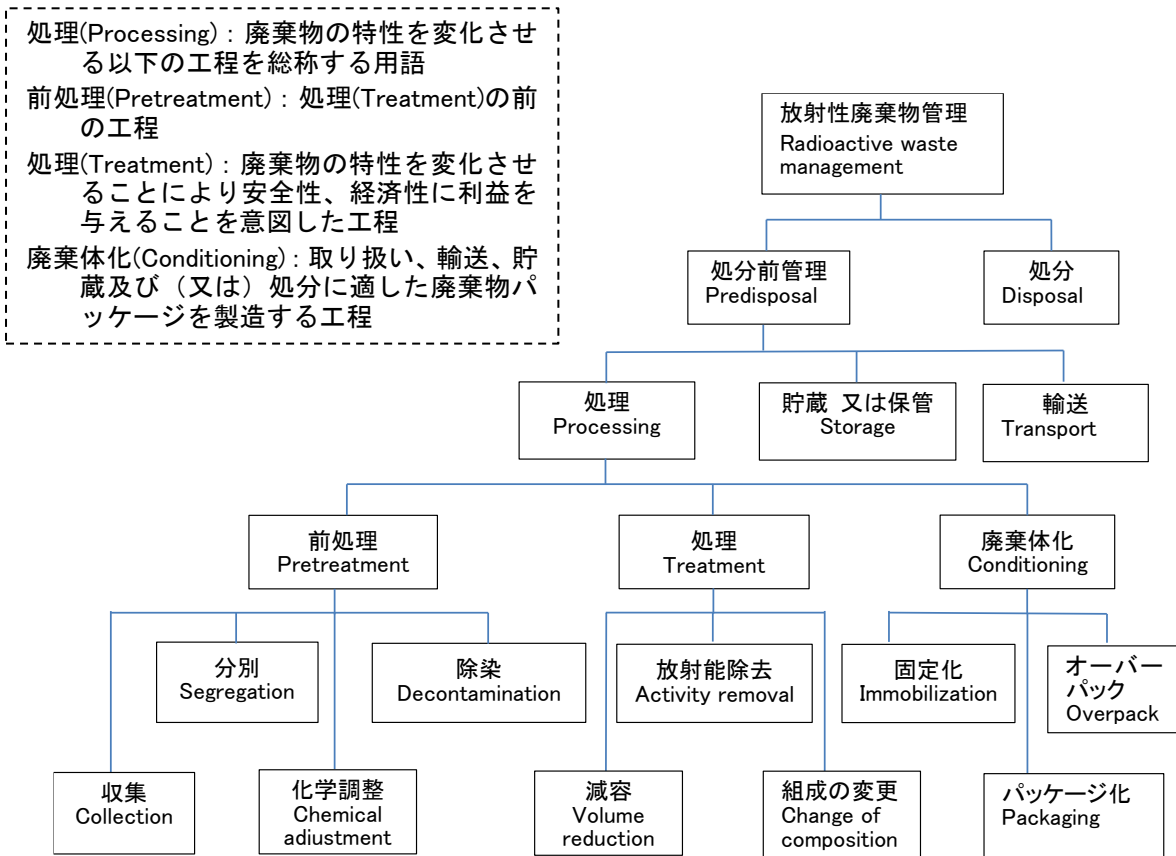 処理(Processing)：廃棄物の特性を変化させ
る以下の工程を総称する用語
前処理(Pretreatment)：処理(Treatment)の前
の工程
処理(Treatment)：廃棄物の特性を変化させ
ることにより安全性、経済性に利益を
与えることを意図した工程
廃棄体化(Conditioning)：取り扱い、輸送、貯
蔵及び（又は）処分に適した廃棄物パ
ッケージを製造する工程
放射性廃棄物管理
Radioactive waste
management
処分前管理
Predisposal
処分
Disposal
処理
Processing
貯蔵 又は保管
Storage
輸送
Transport
前処理
Pretreatment
処理
Treatment
廃棄体化
Conditioning
分別
Segregation
除染
Decontamination
放射能除去
Activity removal
固定化
Immobilization
オーバー
パック
Overpack
収集
Collection
化学調整
Chemical
adiustment
減容
Volume
reduction
組成の変更
Change of
composition
パッケージ化
Packaging